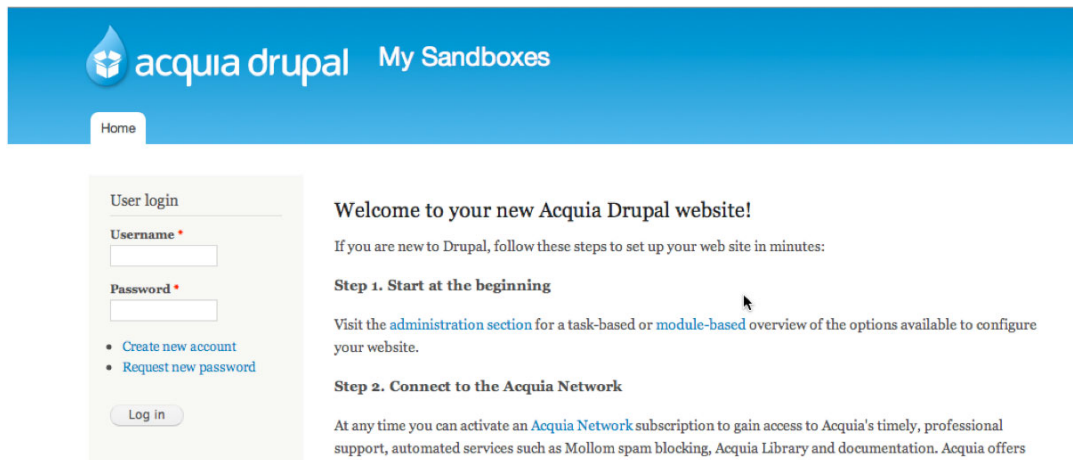 acquia drupal My Sandboxes
Home
User login
Username *
Password *
Create new account
Request new password
Log in
Welcome to your new Acquia Drupal website!
If you are new to Drupal, follow these steps to set up your web site in minutes:
Step 1. Start at the beginning
Visit the administration section for a task-based or module-based overview of the options available to configure
your website.
Step 2. Connect to the Acquia Network
At any time you can activate an Acquia Network subscription to gain access to Acquia's timely, professional
support, automated services such as Mollom spam blocking, Acquia Library and documentation. Acquia offers